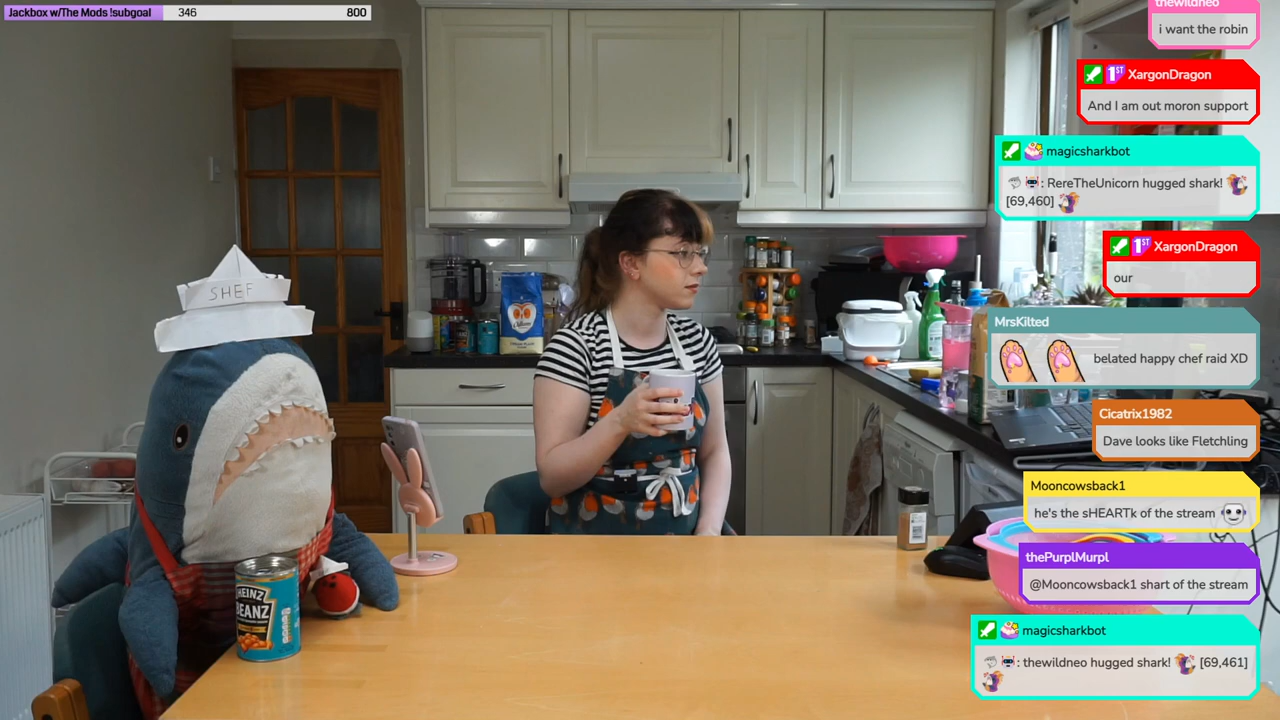 Jackbox w/The Mods !subgoal 346 800
thewildneo
i want the robin
1ST XargonDragon
And I am out moron support
magicsharkbot
: RereTheUnicorn hugged shark!
[69,460]
1ST XargonDragon
our
MrsKilted
belated happy chef raid XD
Cicatrix1982
Dave looks like Fletchling
Mooncowsback1
he's the sHEARTk of the stream
thePurplMurpl
@Mooncowsback1 shart of the stream
magicsharkbot
: thewildneo hugged shark! [69,461]
SHEF
HEINZ
BEANZ